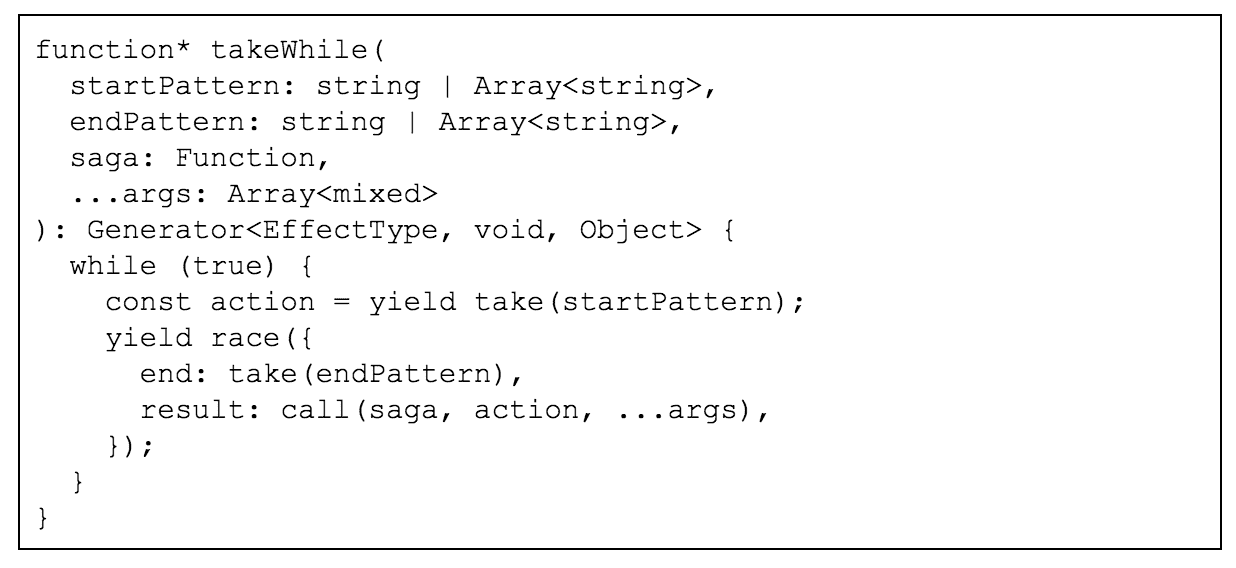 function* takeWhile(
  startPattern: string | Array<string>,
  endPattern: string | Array<string>,
  saga: Function,
  ...args: Array<mixed>
): Generator<EffectType, void, Object> {
  while (true) {
    const action = yield take(startPattern);
    yield race({
      end: take(endPattern),
      result: call(saga, action, ...args),
    });
  }
}